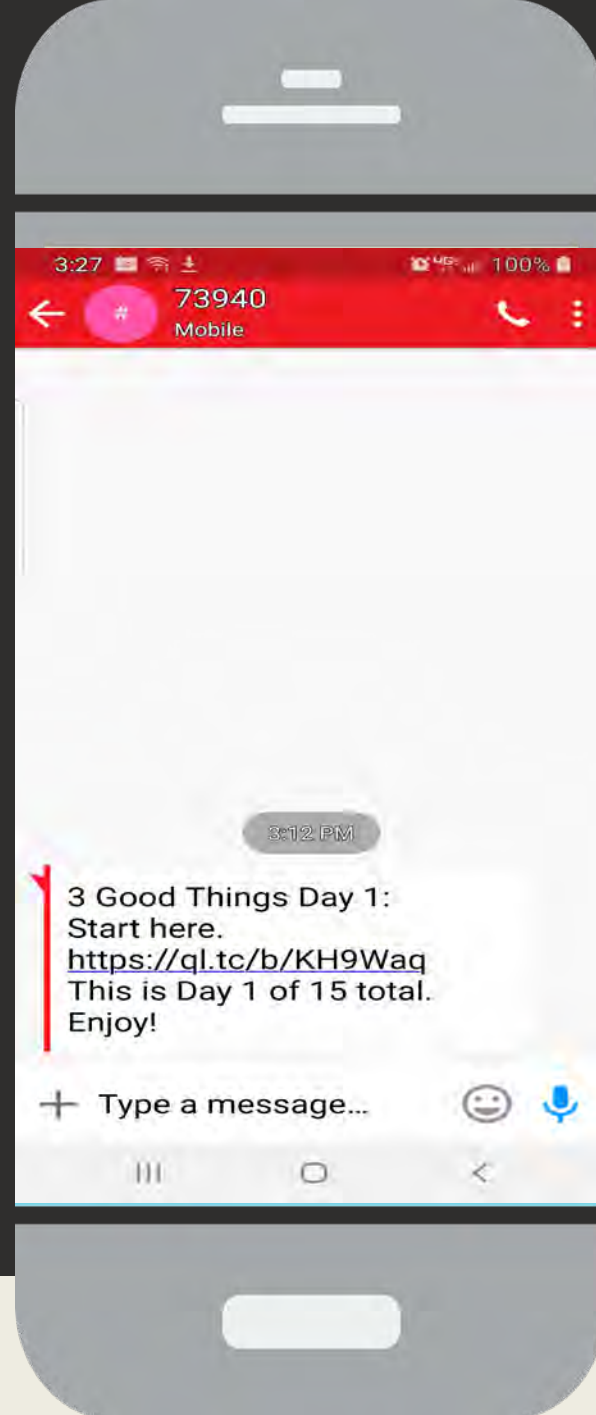 3:27 100%
# 73940
Mobile
3:12 PM
3 Good Things Day 1:
Start here.
https://ql.tc/b/KH9Waq
This is Day 1 of 15 total.
Enjoy!
Type a message...